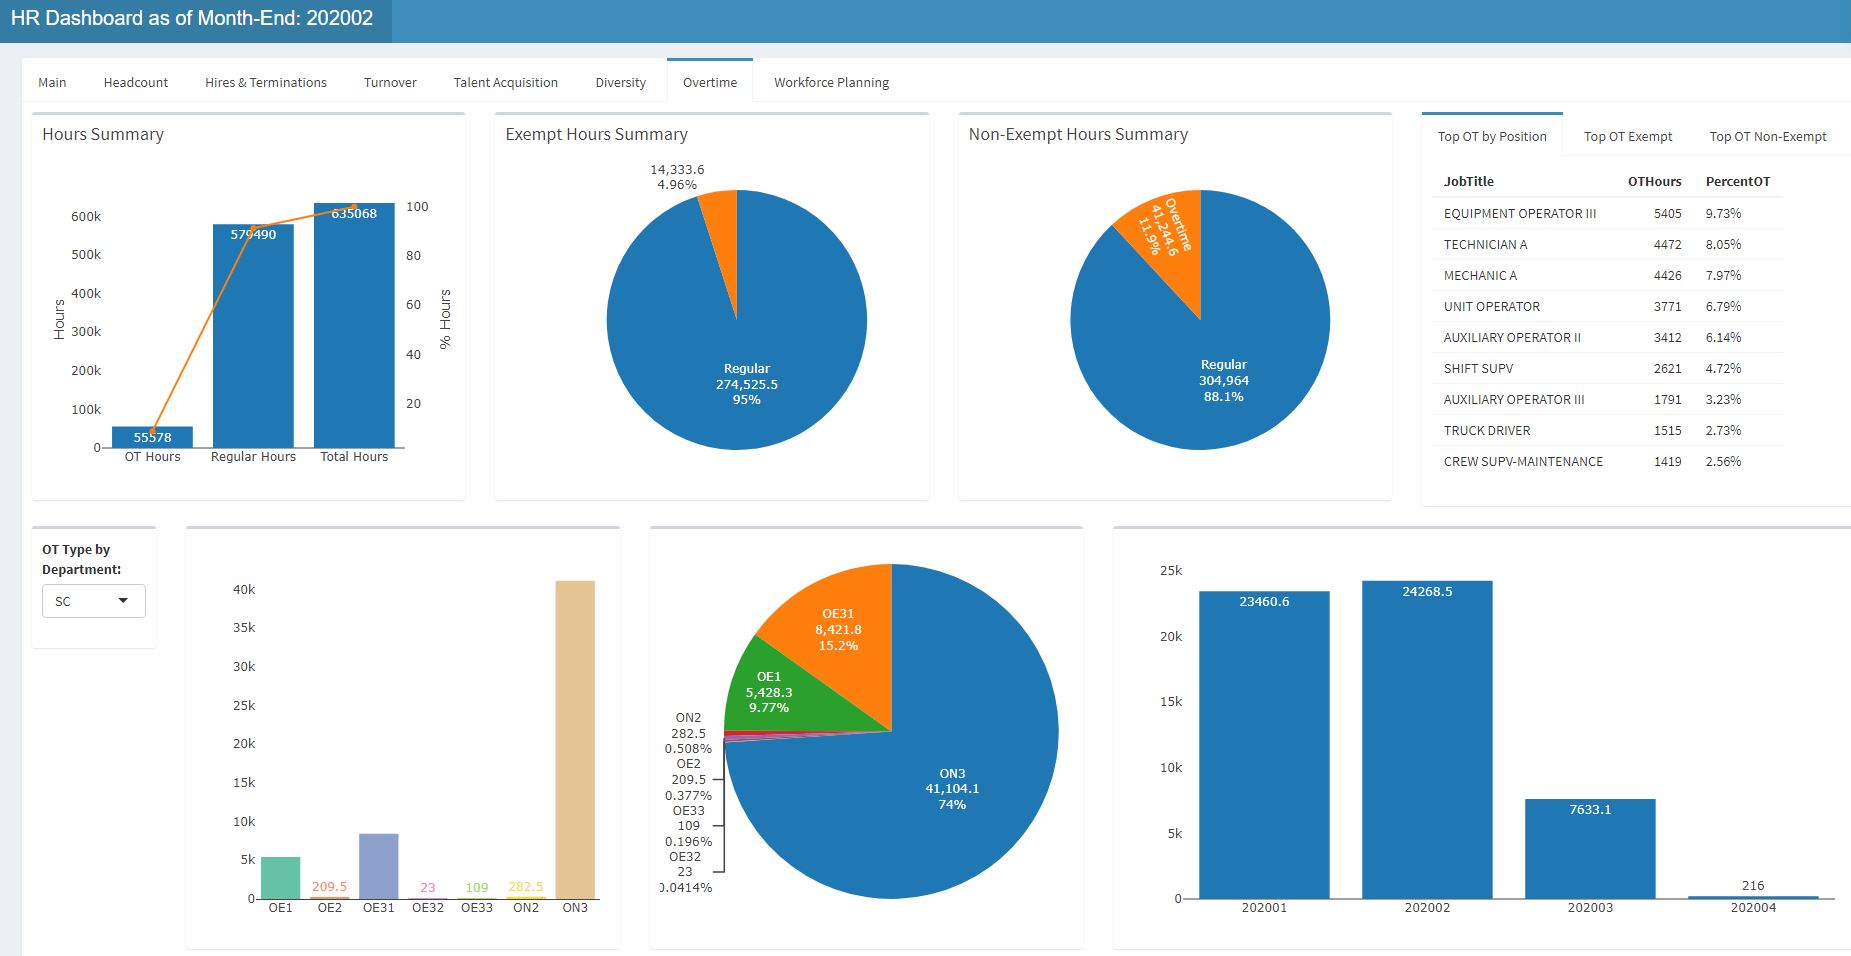 HR Dashboard as of Month-End: 202002
Main Headcount Hires & Terminations Turnover Talent Acquisition Diversity Overtime Workforce Planning
Hours Summary
Hours
600k
500k
400k
300k
200k
100k
0
100
80
60
40
20
% Hours
55578
579490
635068
OT Hours Regular Hours Total Hours
Exempt Hours Summary
14,333.6
4.96%
Regular
274,525.5
95%
Non-Exempt Hours Summary
Overtime
41,244.6
11.9%
Regular
304,964
88.1%
Top OT by Position Top OT Exempt Top OT Non-Exempt
JobTitle OTHours PercentOT
EQUIPMENT OPERATOR III 5405 9.73%
TECHNICIAN A 4472 8.05%
MECHANIC A 4426 7.97%
UNIT OPERATOR 3771 6.79%
AUXILIARY OPERATOR II 3412 6.14%
SHIFT SUPV 2621 4.72%
AUXILIARY OPERATOR III 1791 3.23%
TRUCK DRIVER 1515 2.73%
CREW SUPV-MAINTENANCE 1419 2.56%
OT Type by
Department:
SC
40k
35k
30k
25k
20k
15k
10k
5k
0
209.5 23 109 282.5
OE1 OE2 OE31 OE32 OE33 ON2 ON3
OE31
8,421.8
15.2%
OE1
5,428.3
9.77%
ON2
282.5
0.508%
OE2
209.5
0.377%
OE33
109
0.196%
OE32
23
0.0414%
ON3
41,104.1
74%
25k
20k
15k
10k
5k
0
23460.6
24268.5
7633.1
216
202001 202002 202003 202004